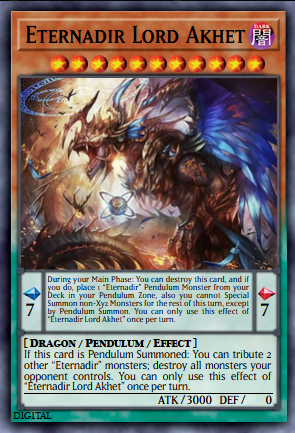 ETERNADIR LORD AKHET
DARK
闇
During your Main Phase: You can destroy this card, and if
you do, place 1 "Eternadir" Pendulum Monster from your
Deck in your Pendulum Zone, also you cannot Special
Summon non-Xyz Monsters for the rest of this turn, except
by Pendulum Summon. You can only use this effect of
"Eternadir Lord Akhet" once per turn.
7
7
[ DRAGON / PENDULUM / EFFECT ]
If this card is Pendulum Summoned: You can tribute 2
other "Eternadir" monsters; destroy all monsters your
opponent controls. You can only use this effect of
"Eternadir Lord Akhet" once per turn.
ATK / 3000 DEF / 0
DIGITAL